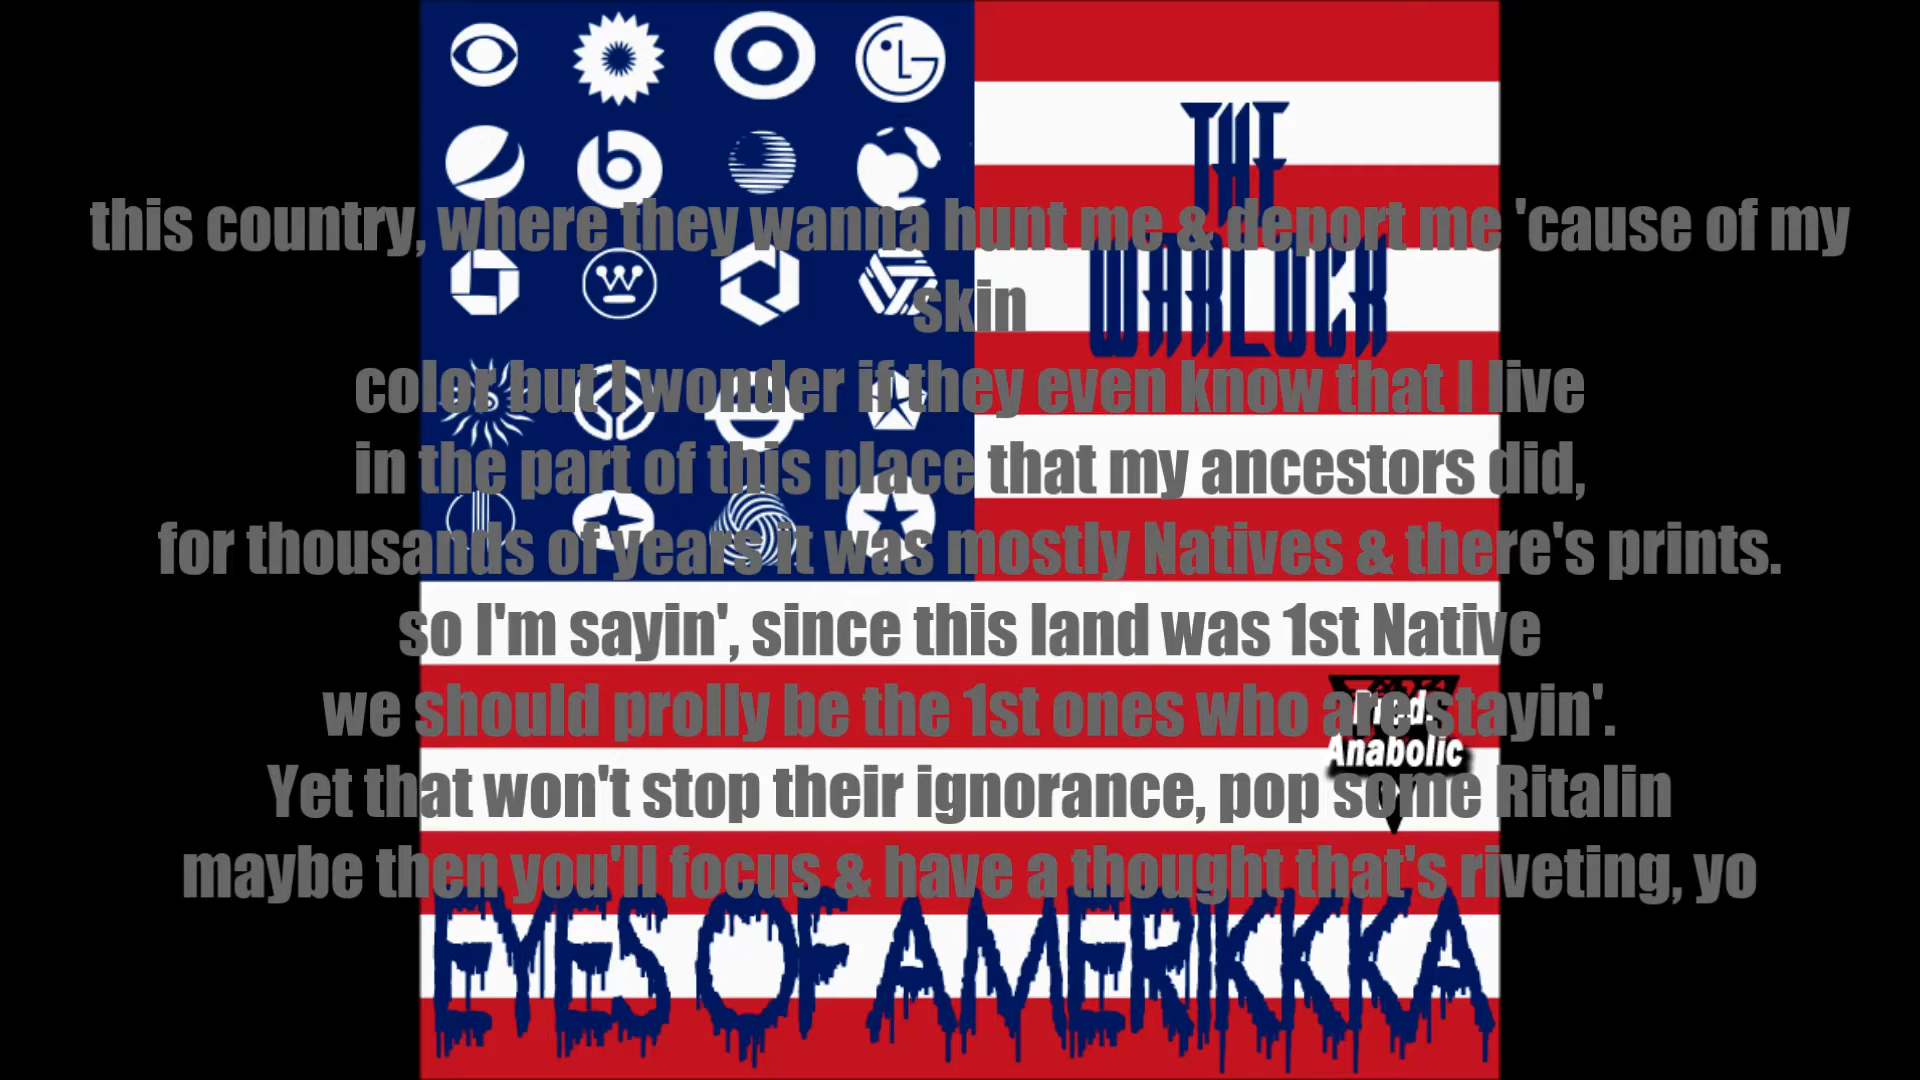 THE
WARLOCK
this country, where they wanna hunt me & deport me 'cause of my
skin
color but I wonder if they even know that I live
in the part of this place that my ancestors did,
for thousands of years it was mostly Natives & there's prints.
so I'm sayin', since this land was 1st Native
we should prolly be the 1st ones who are stayin'.
Yet that won't stop their ignorance, pop some Ritalin
maybe then you'll focus & have a thought that's riveting, yo
Prod.
Anabolic
EYES OF AMERIKKKA